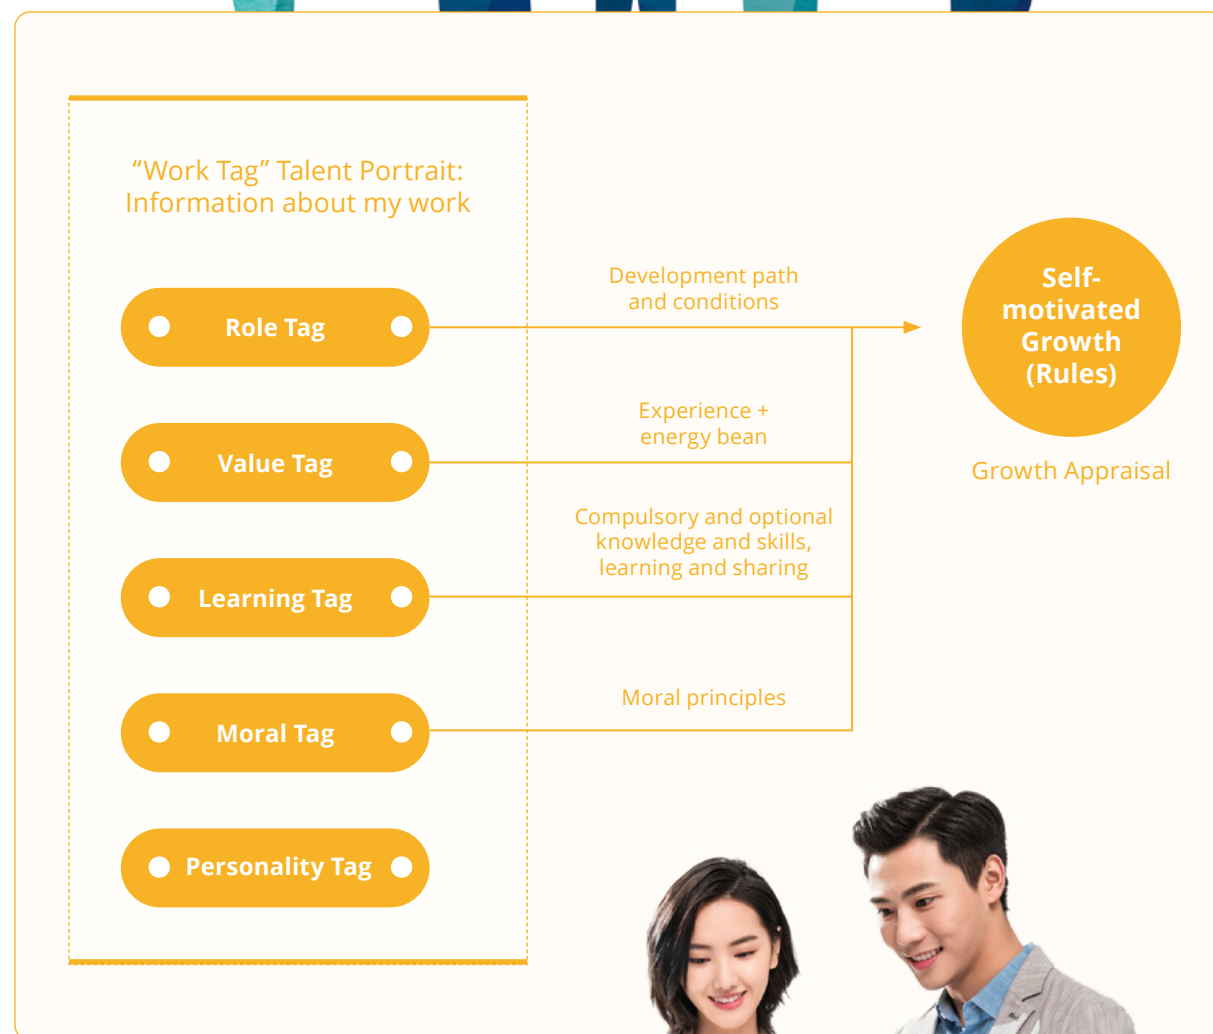 “Work Tag” Talent Portrait:
Information about my work
Role Tag
Development path
and conditions
Self-
motivated
Growth
(Rules)
Growth Appraisal
Value Tag
Experience +
energy bean
Learning Tag
Compulsory and optional
knowledge and skills,
learning and sharing
Moral Tag
Moral principles
Personality Tag